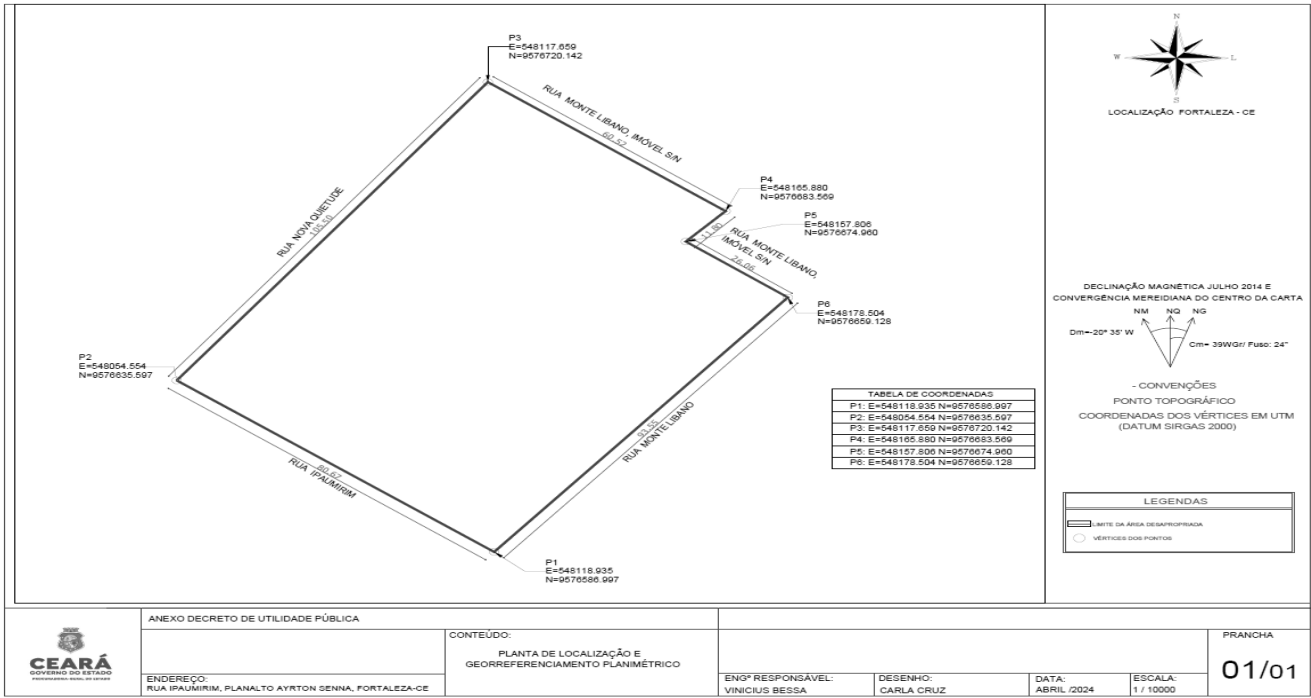 P3
E=548117.659
N=9576720.142
RUA MONTE LIBANO, IMÓVEL S/N
60.52
P4
E=548165.880
N=9576683.569
P5
E=548157.806
N=9576674.960
11.80
RUA MONTE LIBANO,
IMÓVEL S/N
26.06
P6
E=548178.504
N=9576659.128
RUA NOVA QUIETUDE
105.50
P2
E=548054.554
N=9576635.597
93.55
RUA MONTE LIBANO
80.67
RUA IPAUMIRIM
P1
E=548118.935
N=9576586.997
TABELA DE COORDENADAS
P1: E=548118.935 N=9576586.997
P2: E=548054.554 N=9576635.597
P3: E=548117.659 N=9576720.142
P4: E=548165.880 N=9576683.569
P5: E=548157.806 N=9576674.960
P6: E=548178.504 N=9576659.128
N
W
L
S
LOCALIZAÇÃO FORTALEZA - CE
DECLINAÇÃO MAGNÉTICA JULHO 2014 E
CONVERGÊNCIA MEREIDIANA DO CENTRO DA CARTA
NM NQ NG
Dm=-20° 35' W
Cm= 39WGr/ Fuso: 24"
- CONVENÇÕES
PONTO TOPOGRÁFICO
COORDENADAS DOS VÉRTICES EM UTM
(DATUM SIRGAS 2000)
LEGENDAS
LIMITE DA ÁREA DESAPROPRIADA
VÉRTICES DOS PONTOS
CEARÁ
GOVERNO DO ESTADO
PROCURADORIA GERAL DO ESTADO
ANEXO DECRETO DE UTILIDADE PÚBLICA
ENDEREÇO:
RUA IPAUMIRIM, PLANALTO AYRTON SENNA, FORTALEZA-CE
CONTEÚDO:
PLANTA DE LOCALIZAÇÃO E
GEORREFERENCIAMENTO PLANIMÉTRICO
ENG° RESPONSÁVEL:
VINICIUS BESSA
DESENHO:
CARLA CRUZ
DATA:
ABRIL /2024
ESCALA:
1 / 10000
PRANCHA
01/01